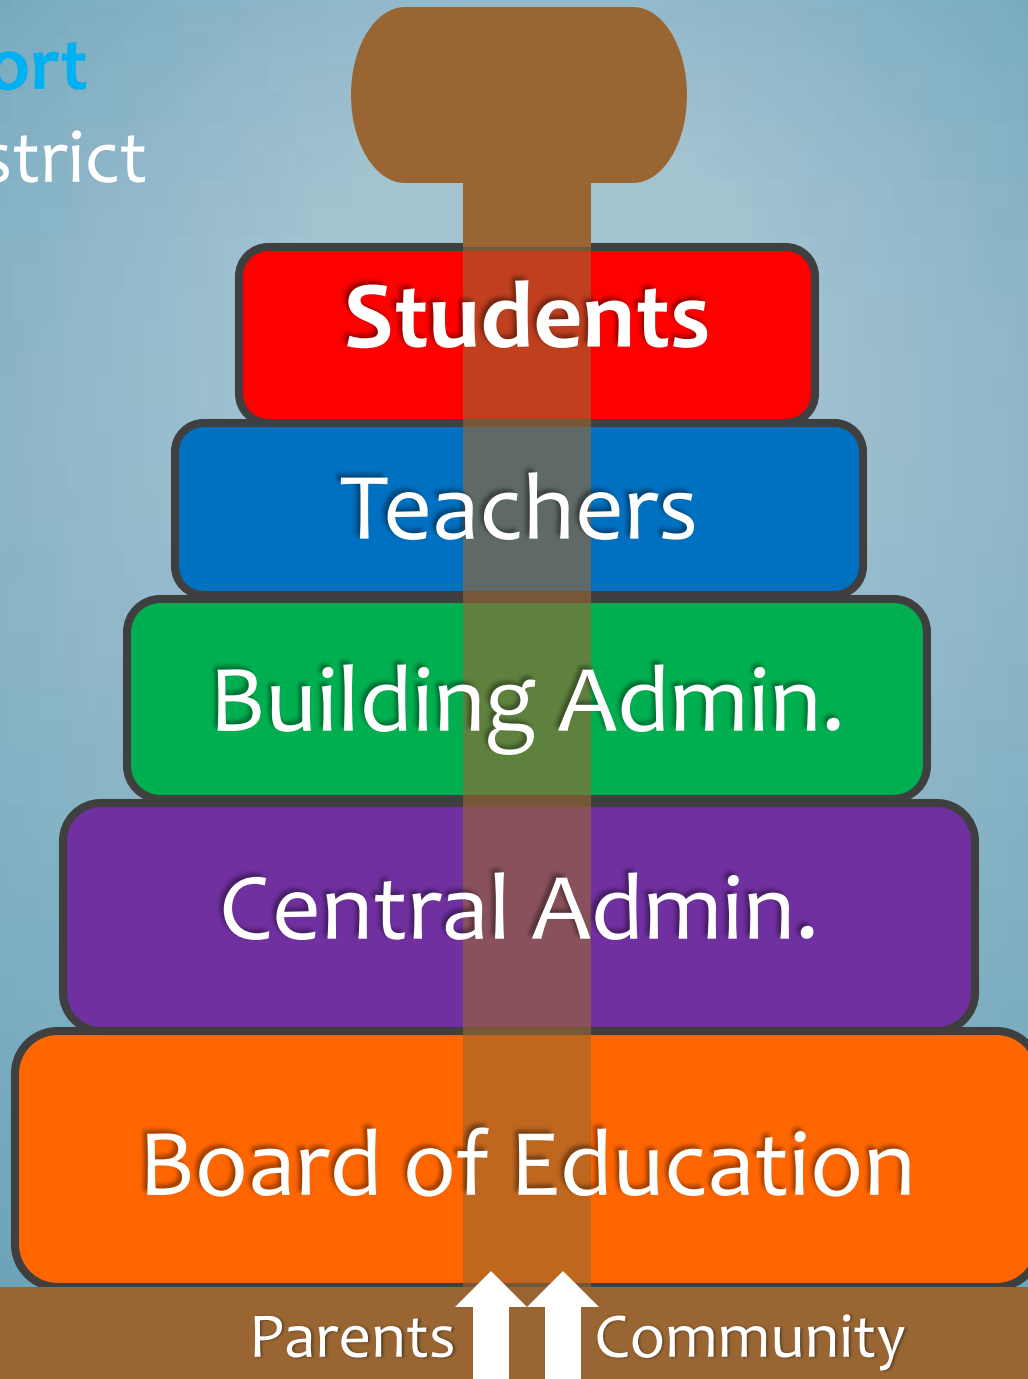 ort
strict
Students
Teachers
Building Admin.
Central Admin.
Board of Education
Parents Community